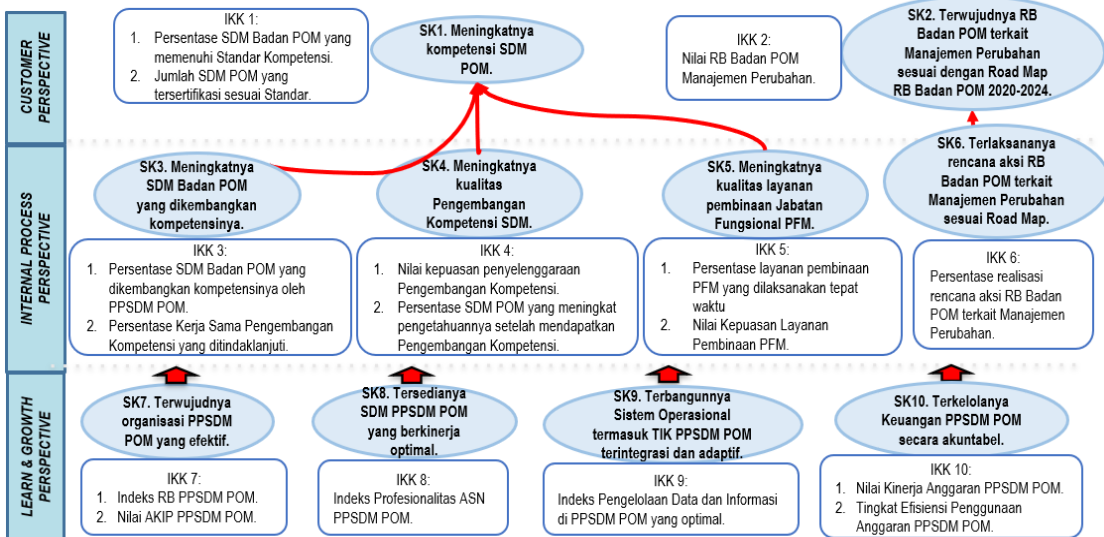 CUSTOMER
PERSPECTIVE
IKK 1:
1. Persentase SDM Badan POM yang
memenuhi Standar Kompetensi.
2. Jumlah SDM POM yang
tersertifikasi sesuai Standar.
SK1. Meningkatnya
kompetensi SDM
POM.
IKK 2:
Nilai RB Badan POM
Manajemen Perubahan.
SK2. Terwujudnya RB
Badan POM terkait
Manajemen Perubahan
sesuai dengan Road Map
RB Badan POM 2020-2024.
INTERNAL PROCESS
PERSPECTIVE
SK3. Meningkatnya
SDM Badan POM
yang dikembangkan
kompetensinya.
SK4. Meningkatnya
kualitas
Pengembangan
Kompetensi SDM.
SK5. Meningkatnya
kualitas layanan
pembinaan Jabatan
Fungsional PFM.
SK6. Terlaksananya
rencana aksi RB
Badan POM terkait
Manajemen Perubahan
sesuai Road Map.
IKK 3:
1. Persentase SDM Badan POM yang
dikembangkan kompetensinya oleh
PPSDM POM.
2. Persentase Kerja Sama Pengembangan
Kompetensi yang ditindaklanjuti.
IKK 4:
1. Nilai kepuasan penyelenggaraan
Pengembangan Kompetensi.
2. Persentase SDM POM yang meningkat
pengetahuannya setelah mendapatkan
Pengembangan Kompetensi.
IKK 5:
1. Persentase layanan pembinaan
PFM yang dilaksanakan tepat
waktu
2. Nilai Kepuasan Layanan
Pembinaan PFM.
IKK 6:
Persentase realisasi
rencana aksi RB Badan
POM terkait Manajemen
Perubahan.
LEARN & GROWTH
PERSPECTIVE
SK7. Terwujudnya
organisasi PPSDM
POM yang efektif.
SK8. Tersedianya
SDM PPSDM POM
yang berkinerja
optimal.
SK9. Terbangunnya
Sistem Operasional
termasuk TIK PPSDM POM
terintegrasi dan adaptif.
SK10. Terkelolanya
Keuangan PPSDM POM
secara akuntabel.
IKK 7:
1. Indeks RB PPSDM POM.
2. Nilai AKIP PPSDM POM.
IKK 8:
Indeks Profesionalitas ASN
PPSDM POM.
IKK 9:
Indeks Pengelolaan Data dan Informasi
di PPSDM POM yang optimal.
IKK 10:
1. Nilai Kinerja Anggaran PPSDM POM.
2. Tingkat Efisiensi Penggunaan
Anggaran PPSDM POM.